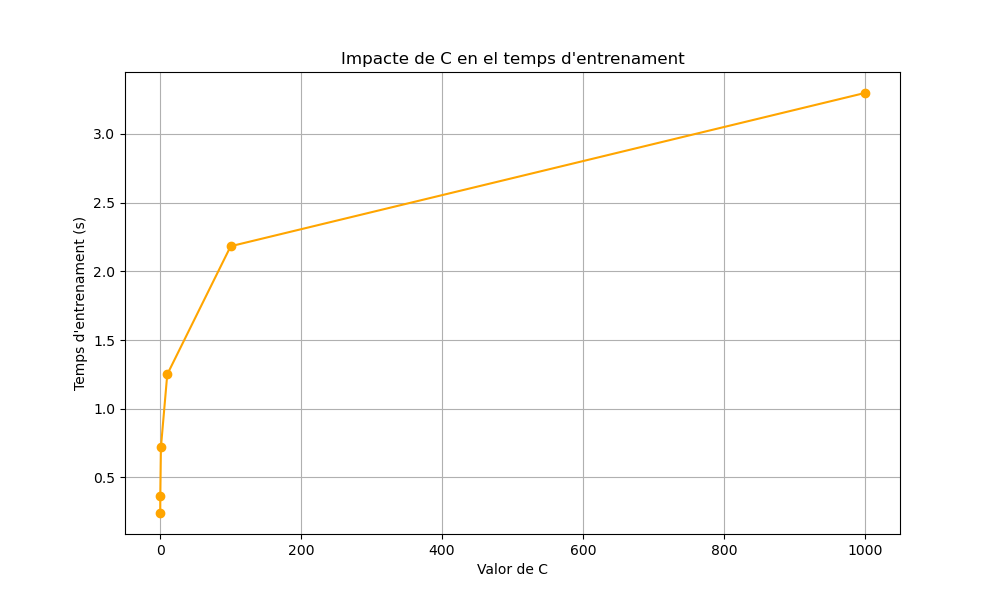 Impacte de C en el temps d'entrenament
Temps d'entrenament (s)
3.0
2.5
2.0
1.5
1.0
0.5
0 200 400 600 800 1000
Valor de C